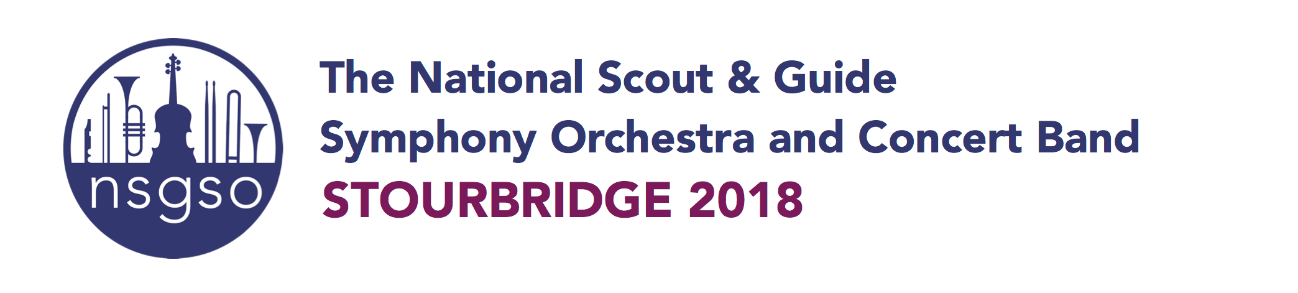 nsgso
The National Scout & Guide
Symphony Orchestra and Concert Band
STOURBRIDGE 2018